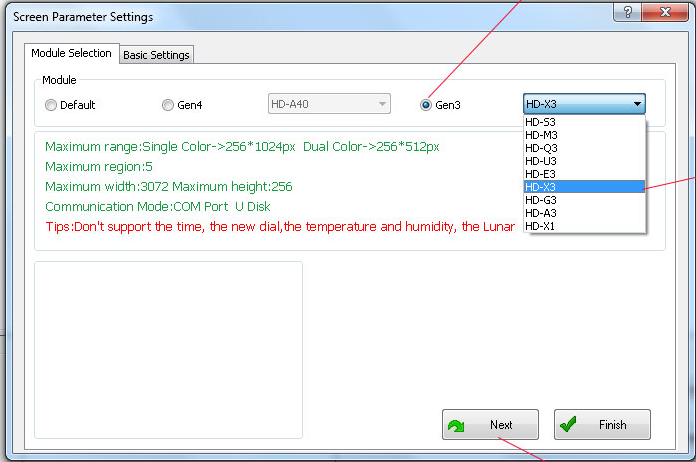 Screen Parameter Settings
?
Module Selection Basic Settings
Module
Default Gen4 HD-A40 Gen3 HD-X3
HD-S3
HD-M3
HD-Q3
HD-U3
HD-E3
HD-X3
HD-G3
HD-A3
HD-X1
Maximum range:Single Color->256*1024px Dual Color->256*512px
Maximum region:5
Maximum width:3072 Maximum height:256
Communication Mode:COM Port U Disk
Tips:Don't support the time, the new dial,the temperature and humidity, the Lunar
Next Finish